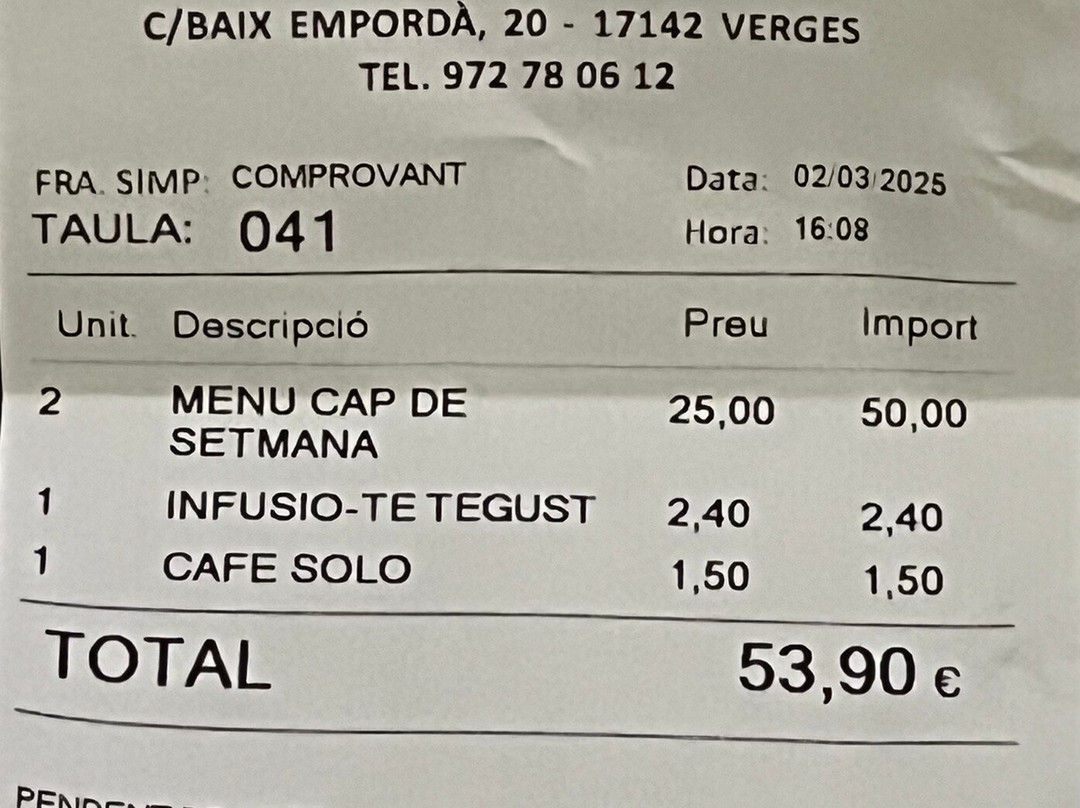 C/BAIX EMPORDÀ, 20 - 17142 VERGES
TEL. 972 78 06 12
FRA. SIMP: COMPROVANT Data: 02/03/2025
TAULA: 041 Hora: 16:08
Unit. Descripció Preu Import
2 MENU CAP DE SETMANA 25,00 50,00
1 INFUSIO-TE TEGUST 2,40 2,40
1 CAFE SOLO 1,50 1,50
TOTAL 53,90 €